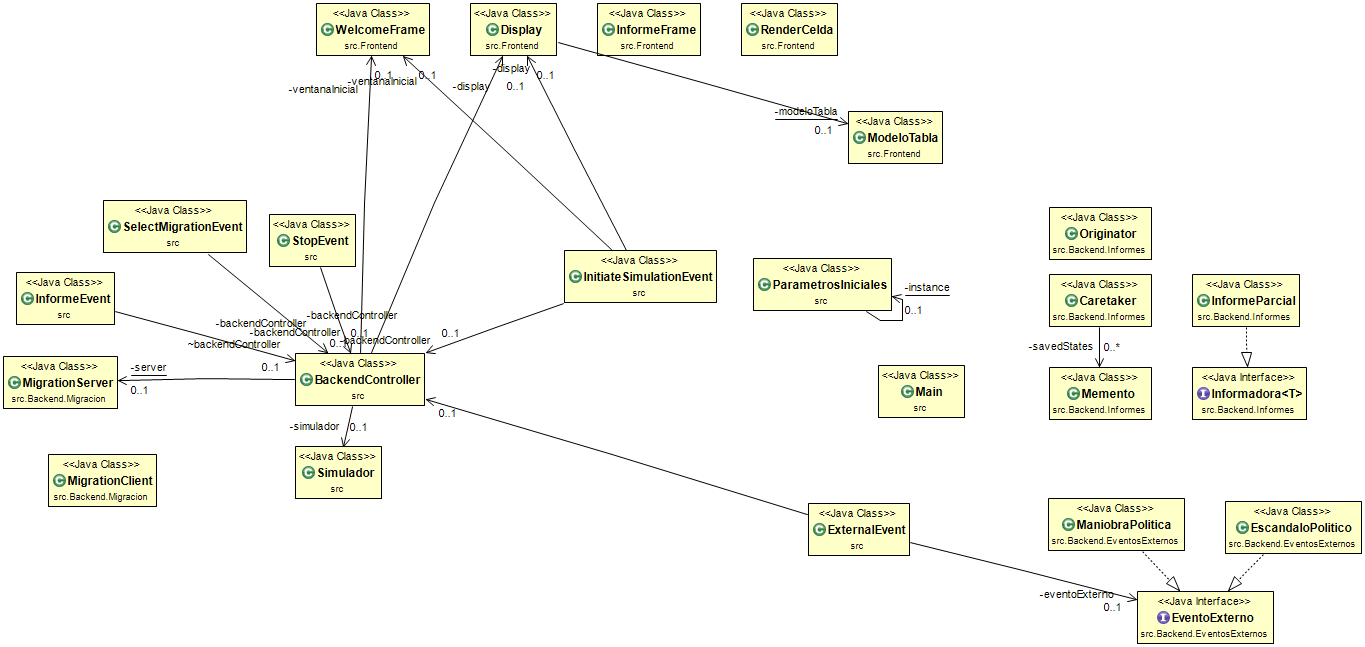 <<Java Class>>
WelcomeFrame
src.Frontend
<<Java Class>>
Display
src.Frontend
<<Java Class>>
InformeFrame
src.Frontend
<<Java Class>>
RenderCelda
src.Frontend
-display
0..1
0..1
0..1
-ventanaInicial
-ventanaInicial
-display
0..1
0..1
-modeloTabla
0..1
<<Java Class>>
ModeloTabla
src.Frontend
<<Java Class>>
SelectMigrationEvent
src
<<Java Class>>
StopEvent
src
<<Java Class>>
Originator
src.Backend.Informes
<<Java Class>>
InitiateSimulationEvent
src
<<Java Class>>
ParametrosIniciales
src
-instance
0..1
<<Java Class>>
InformeEvent
src
<<Java Class>>
Caretaker
src.Backend.Informes
<<Java Class>>
InformeParcial
src.Backend.Informes
-backendController
-backendController
-backendController
~backendController
-backendController
0..1
0..1
0..1
0..1
-savedStates
0..*
<<Java Class>>
MigrationServer
src.Backend.Migracion
-server
0..1
<<Java Class>>
BackendController
src
<<Java Class>>
Main
src
<<Java Class>>
Memento
src.Backend.Informes
<<Java Interface>>
Informadora<T>
src.Backend.Informes
0..1
-simulador
0..1
<<Java Class>>
Simulador
src
<<Java Class>>
MigrationClient
src.Backend.Migracion
<<Java Class>>
ExternalEvent
src
<<Java Class>>
ManiobraPolitica
src.Backend.EventosExternos
<<Java Class>>
EscandaloPolitico
src.Backend.EventosExternos
-eventoExterno
0..1
<<Java Interface>>
EventoExterno
src.Backend.EventosExternos